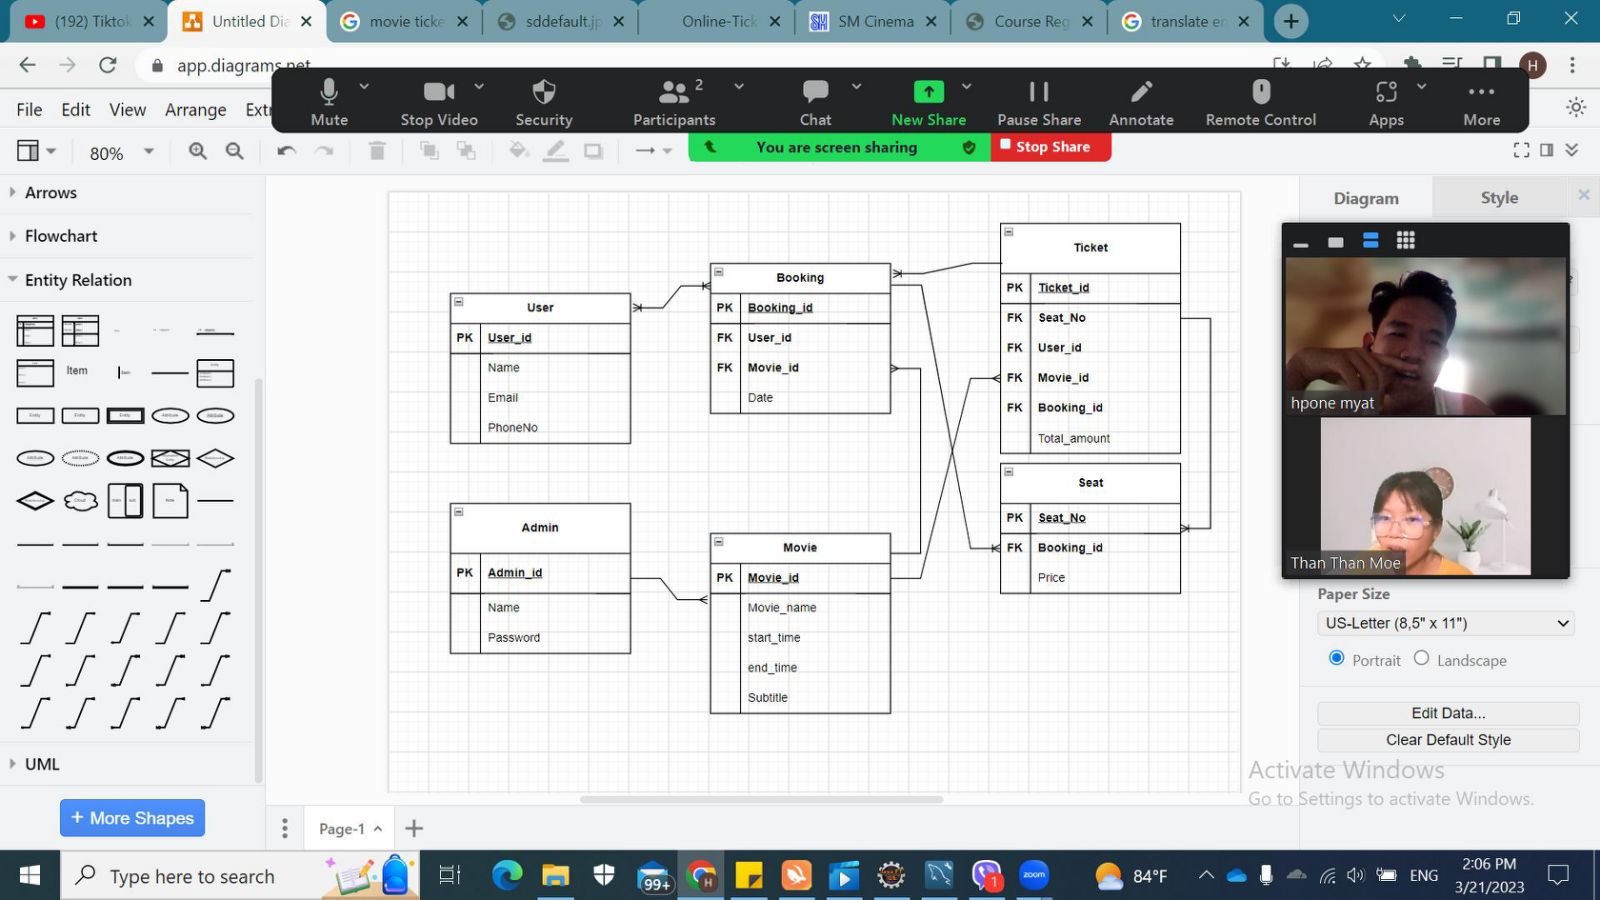 (192) Tiktok
Untitled Dia
movie ticke
sddefault.jp
Online-Tick
SM Cinema
Course Reg
translate en
app.diagrams.net
H
File Edit View Arrange Extr
Mute
Stop Video
Security
2
Participants
Chat
New Share
Pause Share
Annotate
Remote Control
Apps
More
You are screen sharing
Stop Share
80%
Arrows
Flowchart
Entity Relation
Item
UML
+ More Shapes
User
PK User_id
Name
Email
PhoneNo
Booking
PK Booking_id
FK User_id
FK Movie_id
Date
Ticket
PK Ticket_id
FK Seat_No
FK User_id
FK Movie_id
FK Booking_id
Total_amount
Seat
PK Seat_No
FK Booking_id
Price
Admin
PK Admin_id
Name
Password
Movie
PK Movie_id
Movie_name
start_time
end_time
Subtitle
Diagram Style
hpone myat
Than Than Moe
Paper Size
US-Letter (8,5" x 11")
Portrait Landscape
Edit Data...
Clear Default Style
Activate Windows
Go to Settings to activate Windows.
Page-1
Type here to search
99+
H
1
zoom
84°F
ENG
2:06 PM
3/21/2023